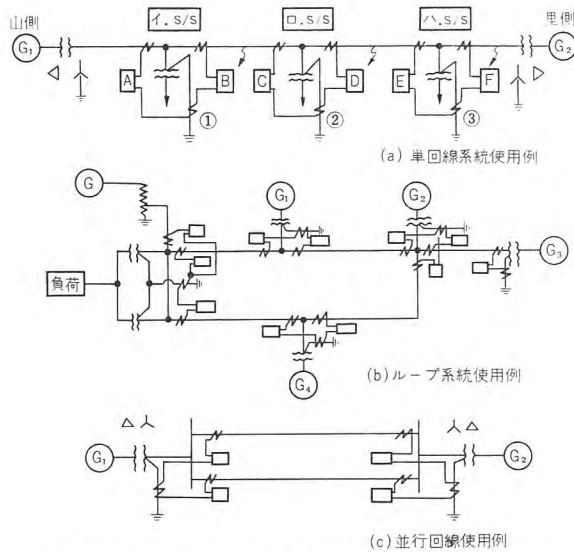 山側
イ. S/S
ロ. S/S
ハ. S/S
里側
G₁
G₂
A
B
C
D
E
F
①
②
③
(a) 単回線系統使用例
G
G₁
G₂
G₃
負荷
G₄
(b) ループ系統使用例
G₁
G₂
(c) 並行回線使用例